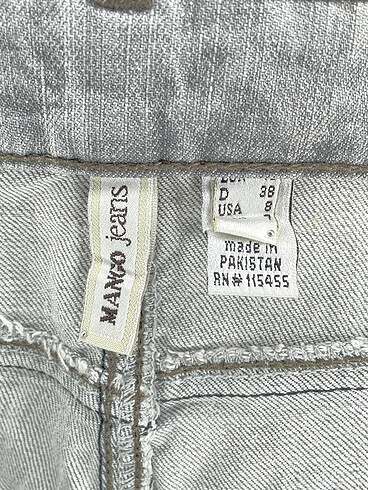 MANGO jeans
D 38
USA 8
made in
PAKISTAN
RN# 115455